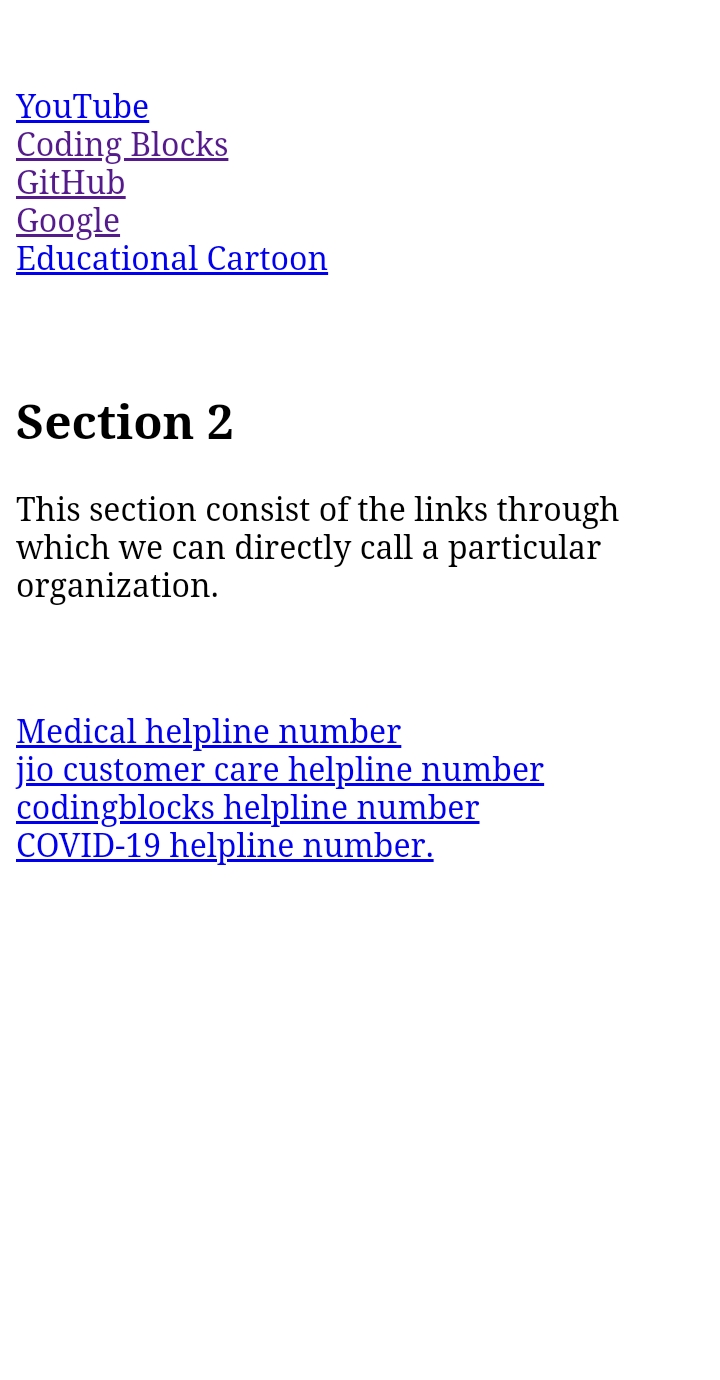 YouTube
Coding Blocks
GitHub
Google
Educational Cartoon
Section 2
This section consist of the links through
which we can directly call a particular
organization.
Medical helpline number
jio customer care helpline number
codingblocks helpline number
COVID-19 helpline number.